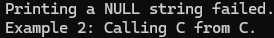 Printing a NULL string failed.
Example 2: Calling C from C.